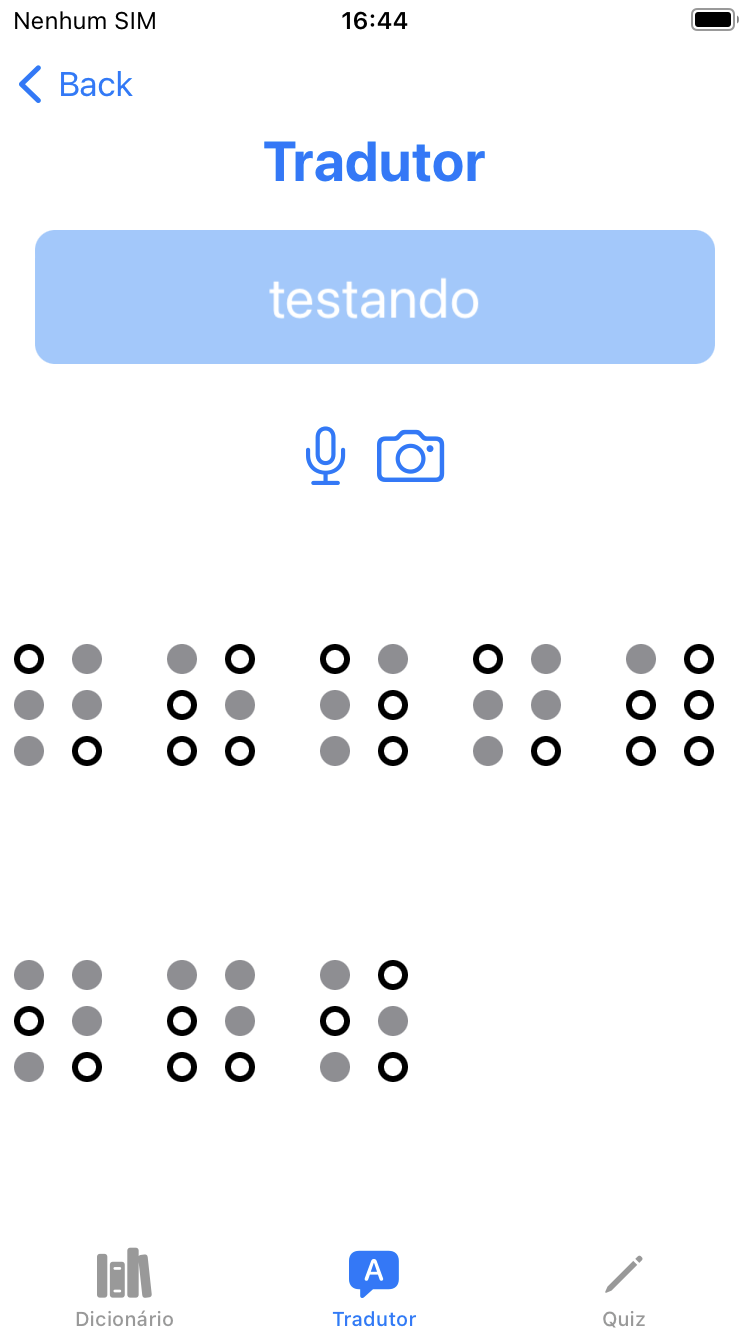 Nenhum SIM 16:44
Back
Tradutor
testando
⠞⠑⠎⠞⠁
⠝⠙⠕
A
Dicionário Tradutor Quiz